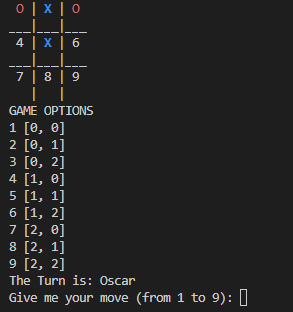 O | X | O
___|___|___
4 | X | 6
___|___|___
7 | 8 | 9
| |
GAME OPTIONS
1 [0, 0]
2 [0, 1]
3 [0, 2]
4 [1, 0]
5 [1, 1]
6 [1, 2]
7 [2, 0]
8 [2, 1]
9 [2, 2]
The Turn is: Oscar
Give me your move (from 1 to 9):